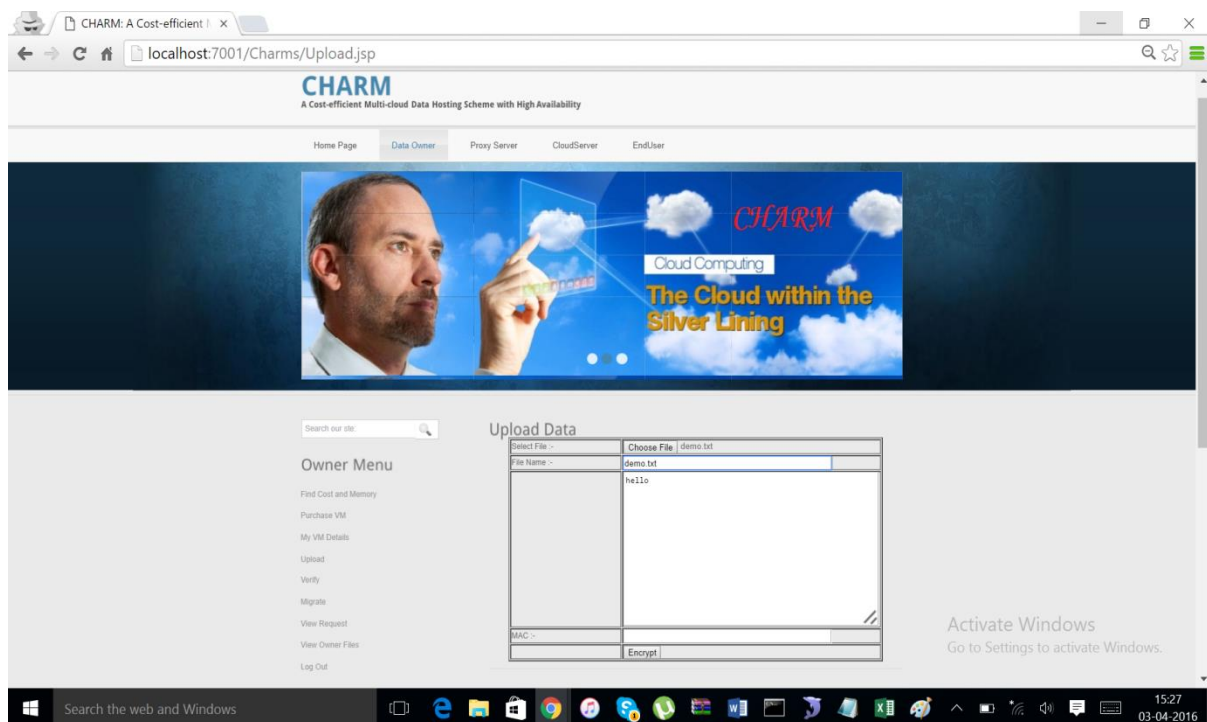 CHARM: A Cost-efficient
localhost:7001/Charms/Upload.jsp
CHARM
A Cost-efficient Multi-cloud Data Hosting Scheme with High Availability
Home Page Data Owner Proxy Server CloudServer EndUser
CHARM
Cloud Computing
The Cloud within the
Silver Lining
Search our site:
Owner Menu
Find Cost and Memory
Purchase VM
My VM Details
Upload
Verify
Migrate
View Request
View Owner Files
Log Out
Upload Data
Select File :- Choose File demo.txt
File Name :- demo.txt
hello
MAC :-
Encrypt
Activate Windows
Go to Settings to activate Windows.
Search the web and Windows
15:27
03-04-2016